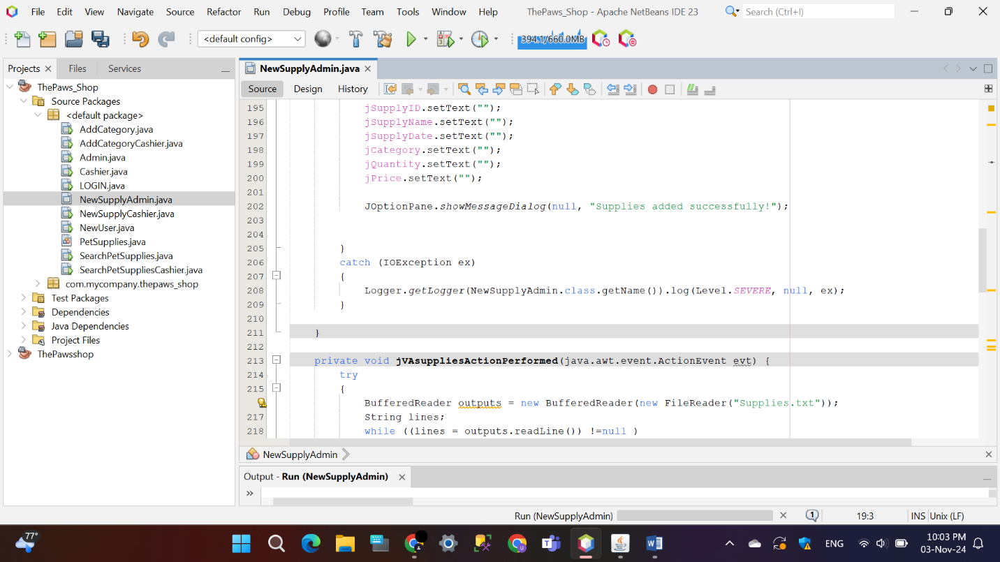 File Edit View Navigate Source Refactor Run Debug Profile Team Tools Window Help ThePaws_Shop - Apache NetBeans IDE 23 Search (Ctrl+I)
<default config> 394.1/660.0MB
Projects Files Services
NewSupplyAdmin.java
Source Design History
ThePaws_Shop
Source Packages
<default package>
AddCategory.java
AddCategoryCashier.java
Admin.java
Cashier.java
LOGIN.java
NewSupplyAdmin.java
NewSupplyCashier.java
NewUser.java
PetSupplies.java
SearchPetSupplies.java
SearchPetSuppliesCashier.java
com.mycompany.thepaws_shop
Test Packages
Dependencies
Java Dependencies
Project Files
ThePawsshop
195 jSupplyID.setText("");
196 jSupplyName.setText("");
197 jSupplyDate.setText("");
198 jCategory.setText("");
199 jQuantity.setText("");
200 jPrice.setText("");
201
202 JOptionPane.showMessageDialog(null, "Supplies added successfully!");
203
204
205 }
206 catch (IOException ex)
207 {
208 Logger.getLogger(NewSupplyAdmin.class.getName()).log(Level.SEVERE, null, ex);
209 }
210
211 }
212
213 private void jVAsuppliesActionPerformed(java.awt.event.ActionEvent evt) {
214 try
215 {
BufferedReader outputs = new BufferedReader(new FileReader("Supplies.txt"));
217 String lines;
218 while ((lines = outputs.readLine()) !=null )
NewSupplyAdmin
Output - Run (NewSupplyAdmin)
Run (NewSupplyAdmin) 1 19:3 INS Unix (LF)
77° ENG 10:03 PM
03-Nov-24